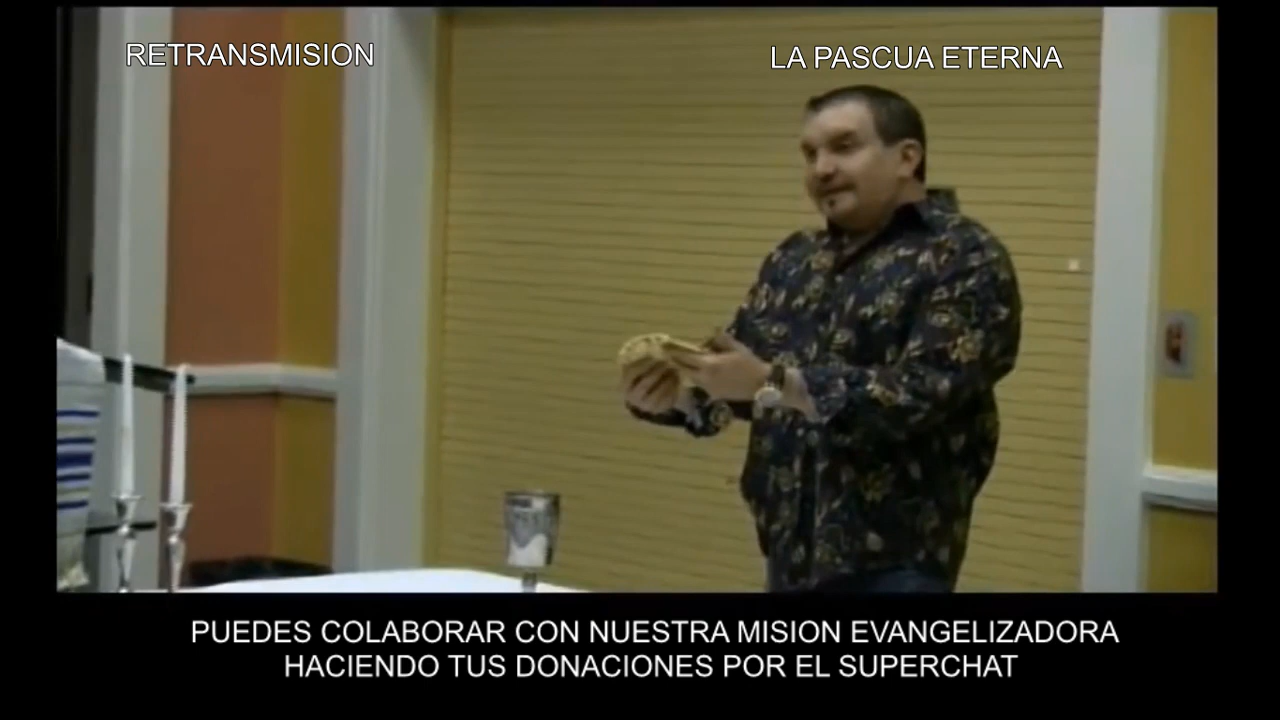 RETRANSMISION
LA PASCUA ETERNA
PUEDES COLABORAR CON NUESTRA MISION EVANGELIZADORA
HACIENDO TUS DONACIONES POR EL SUPERCHAT